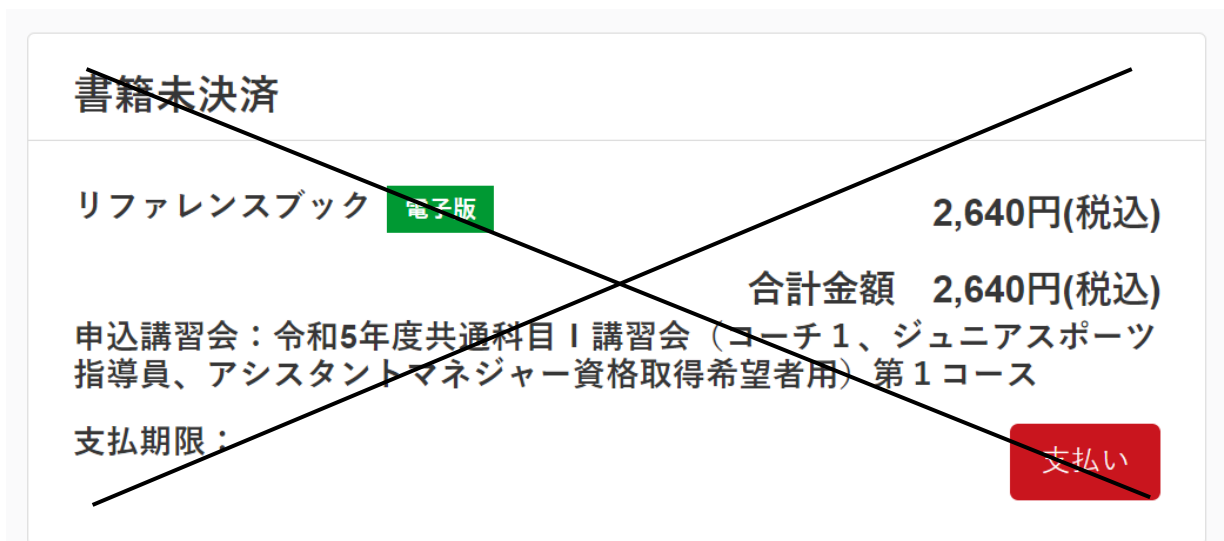 書籍未決済
リファレンスブック 電子版 2,640円(税込)
合計金額 2,640円(税込)
申込講習会：令和5年度共通科目Ⅰ講習会（コーチ１、ジュニアスポーツ
指導員、アシスタントマネジャー資格取得希望者用）第１コース
支払期限：
支払い